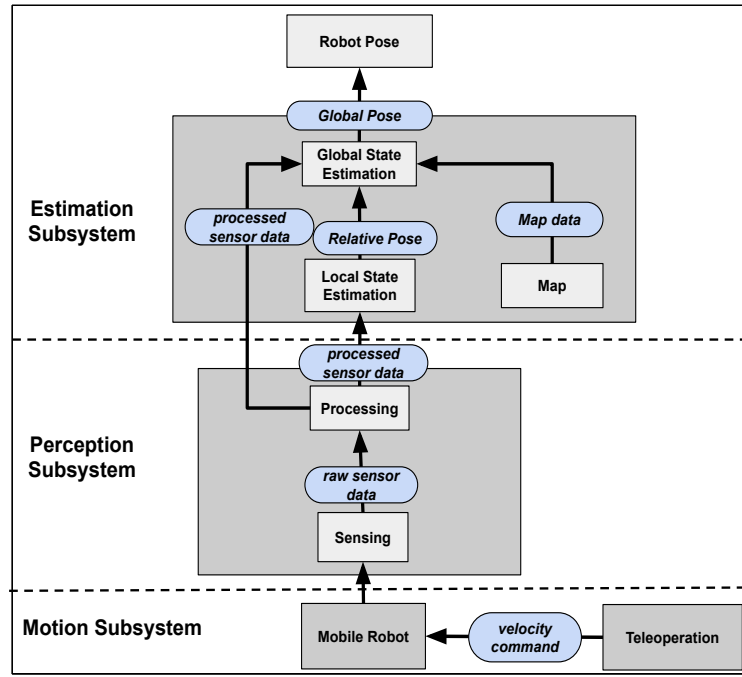 Robot Pose
Global Pose
Global State
Estimation
Estimation
Subsystem
processed
sensor data
Relative Pose
Map data
Local State
Estimation
Map
processed
sensor data
Processing
Perception
Subsystem
raw sensor
data
Sensing
Motion Subsystem
Mobile Robot
velocity
command
Teleoperation